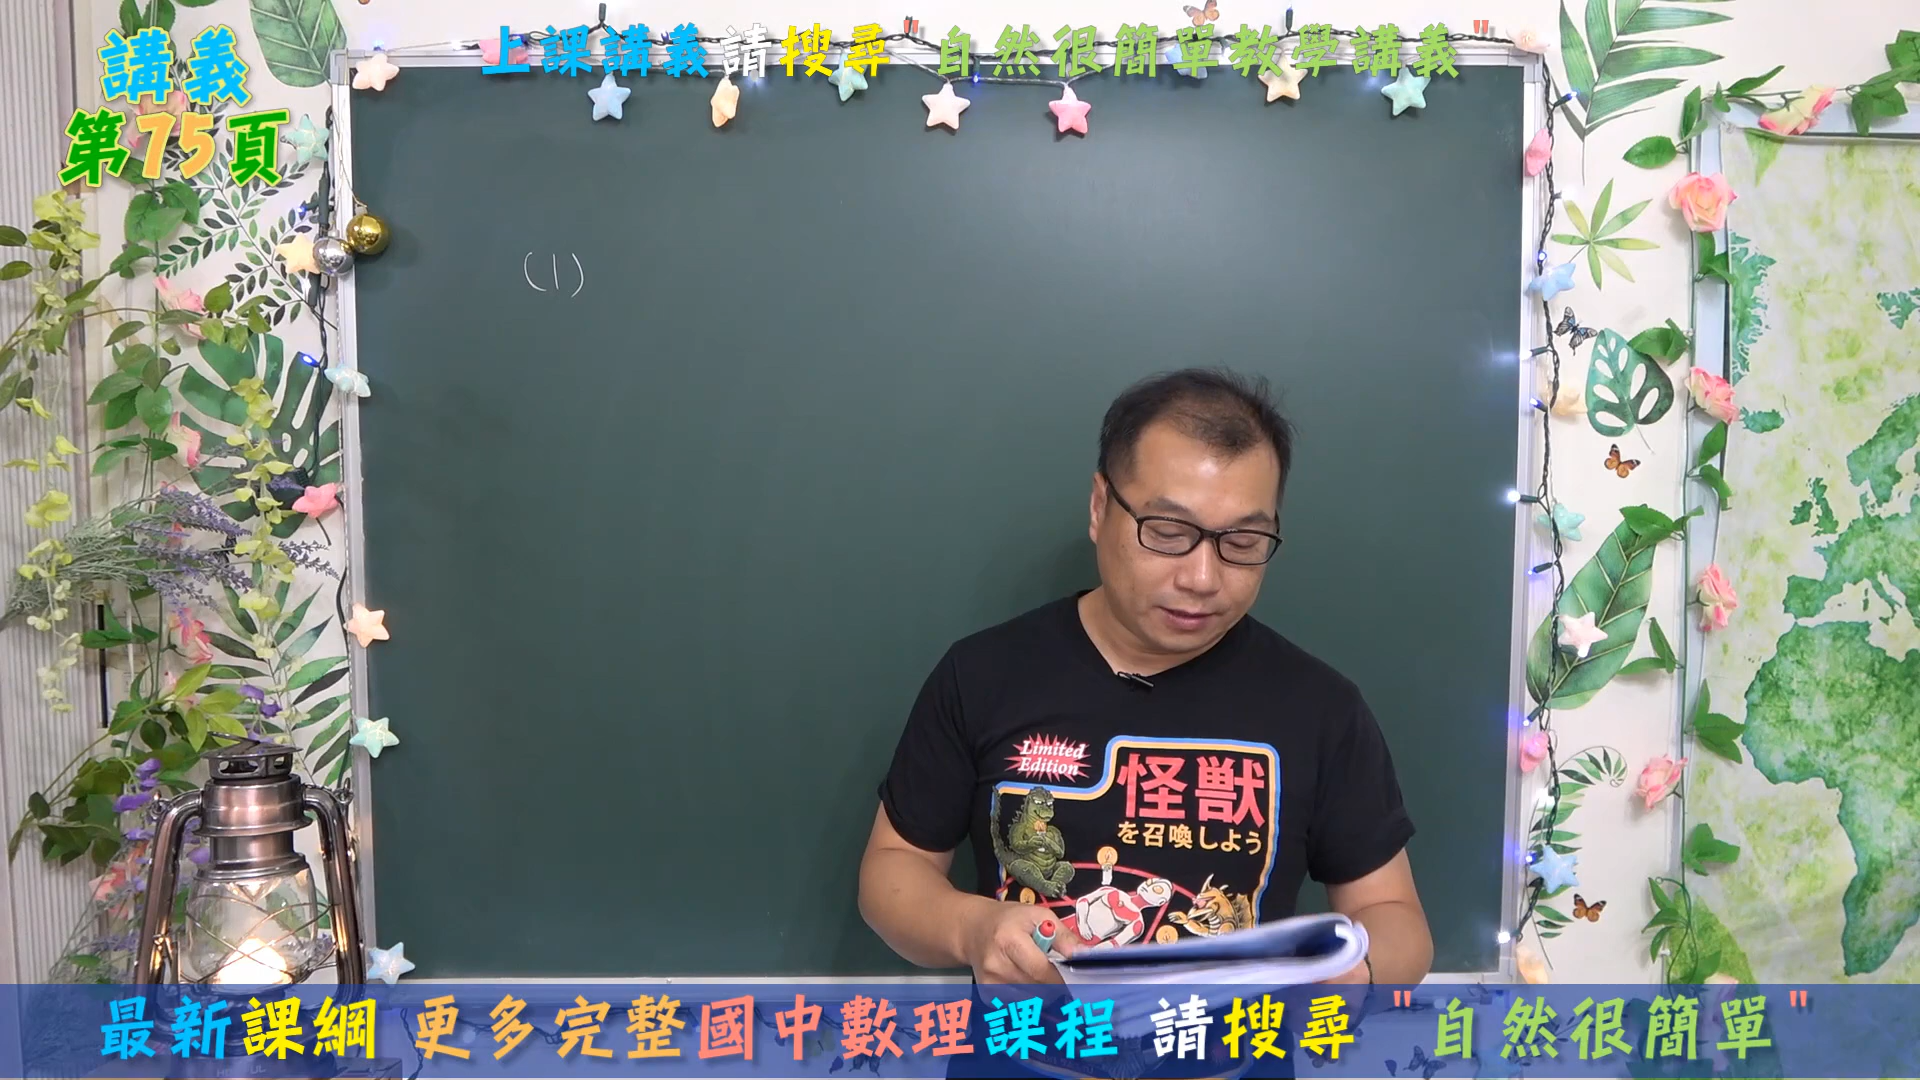 上課講義請搜尋"自然很簡單教學講義"
講義
第75頁
(1)
Limited
Edition
怪獣
を召喚しよう
最新課綱 更多完整國中數理課程 請搜尋"自然很簡單"